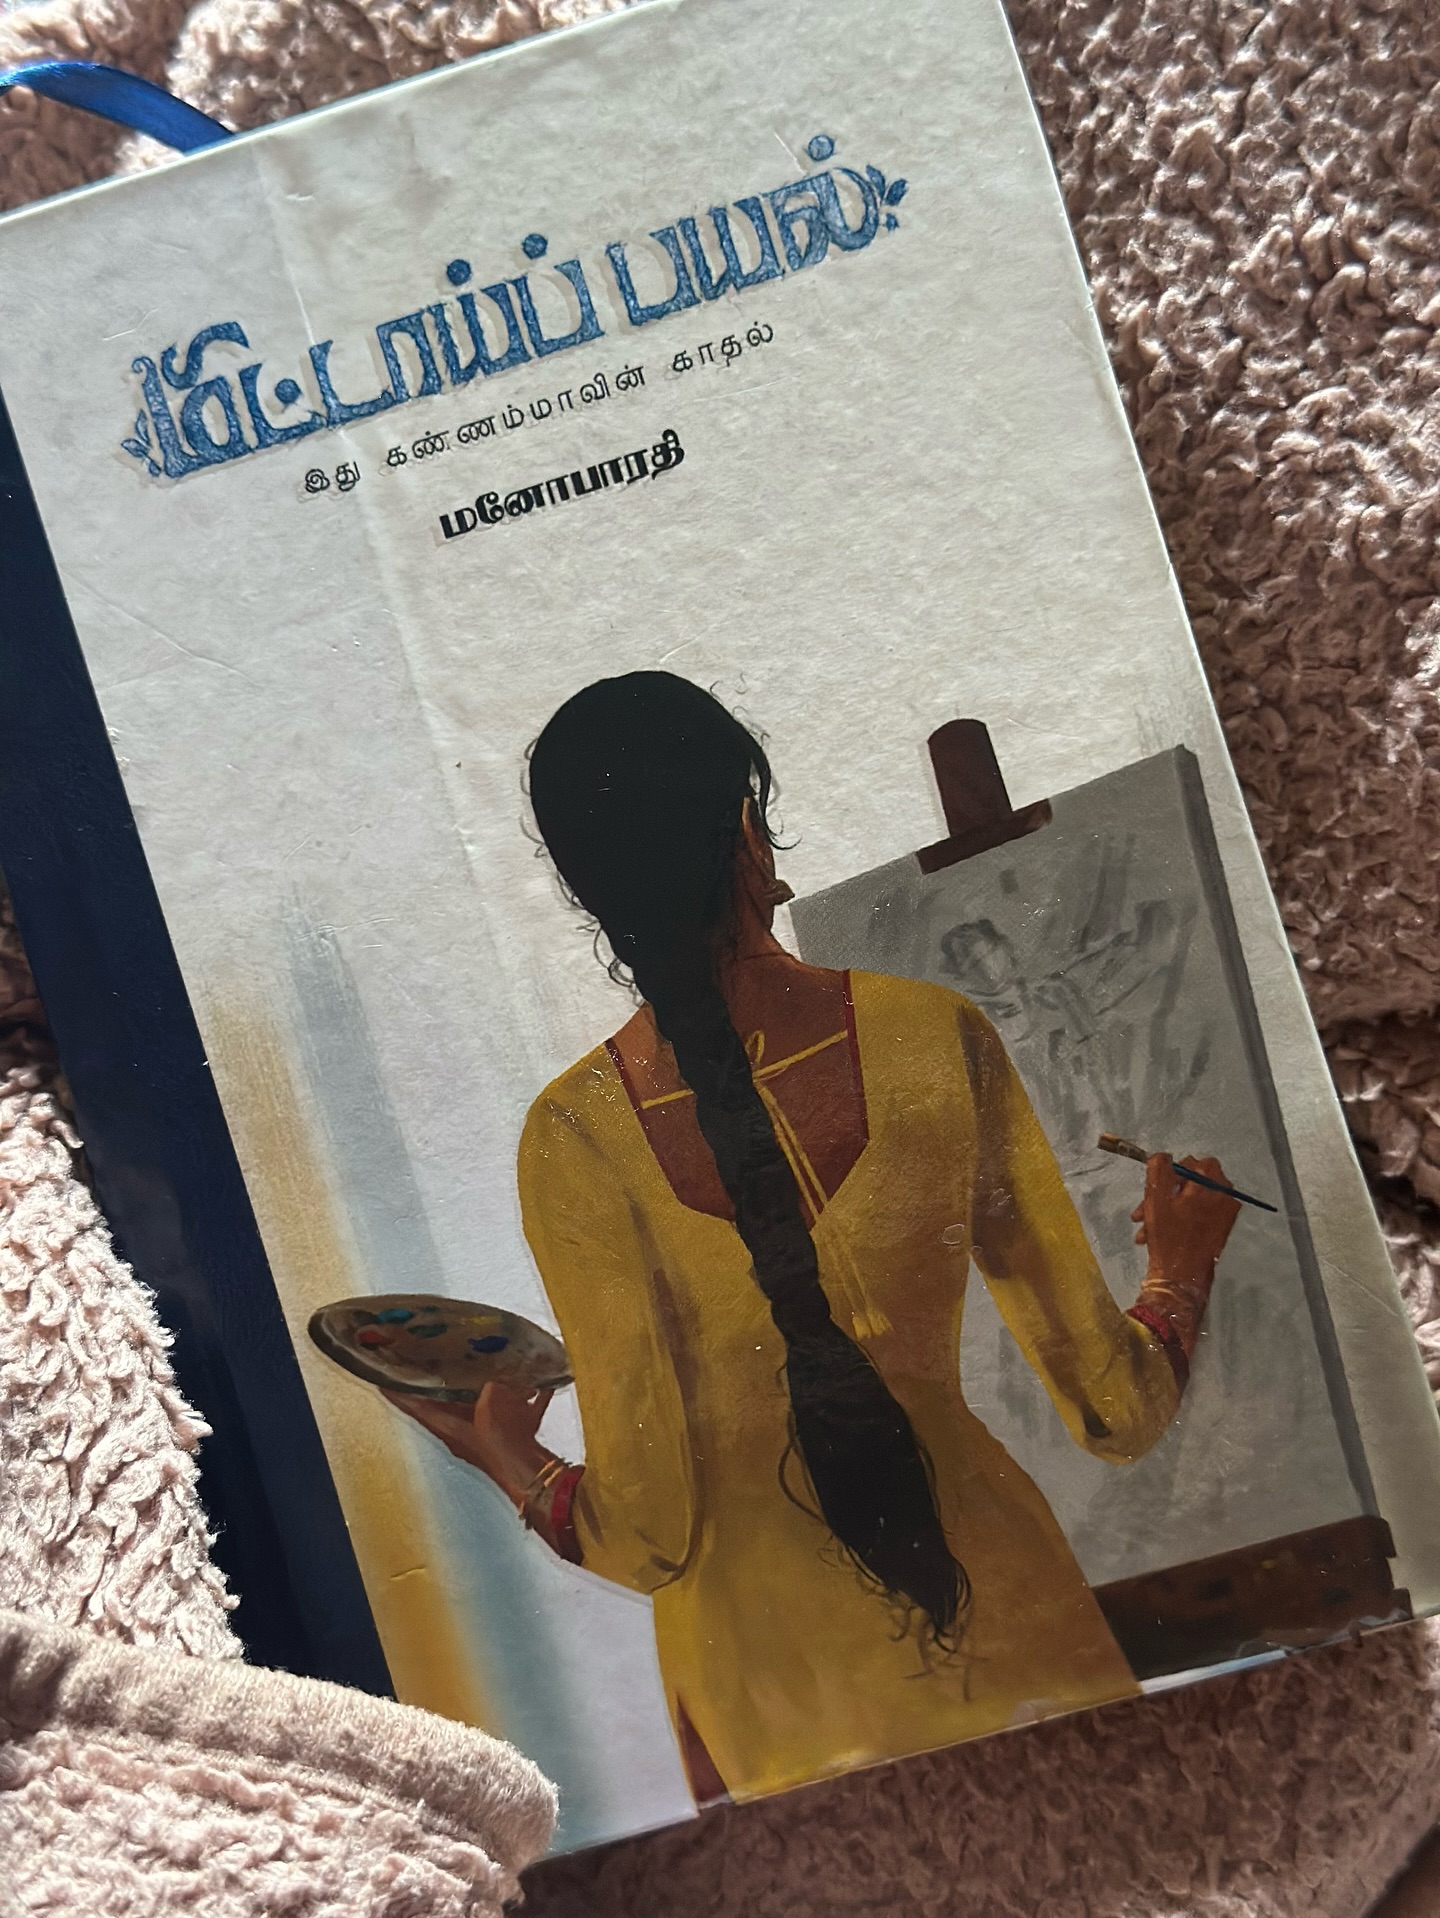 மிட்டாய்ப் பயல்
இது கண்ணம்மாவின் காதல்
மனோபாரதி